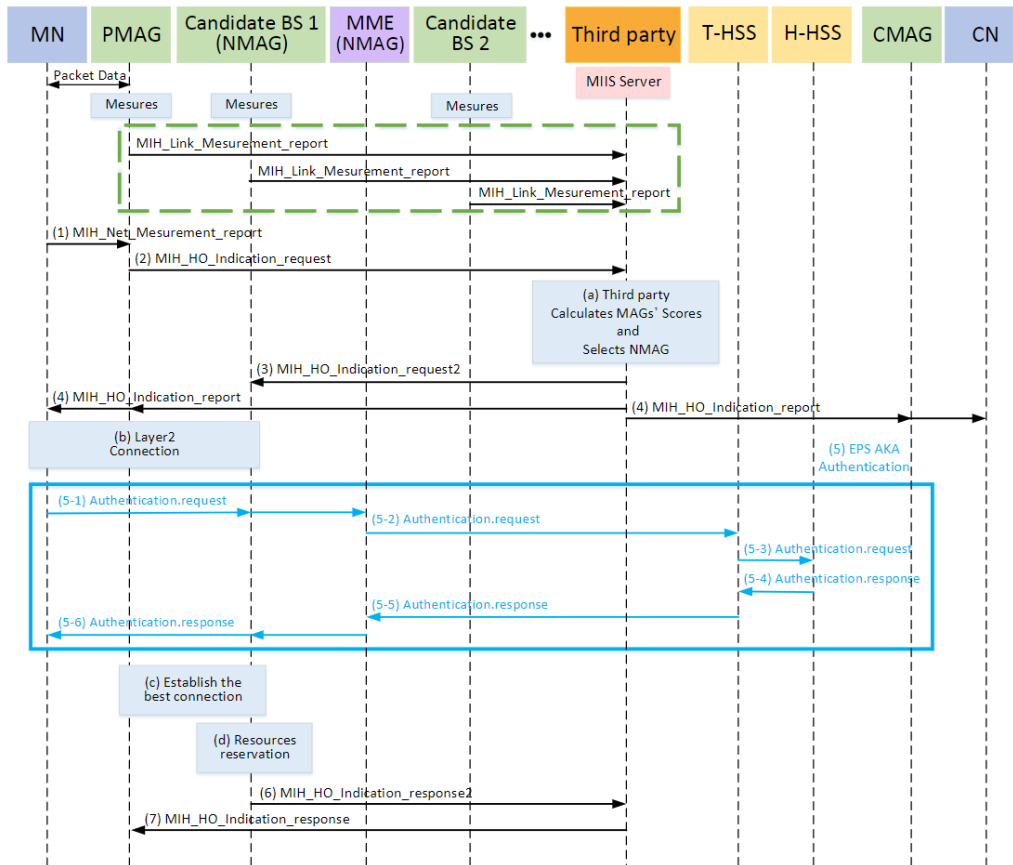 MN
PMAG
Candidate BS 1
(NMAG)
MME
(NMAG)
Candidate
BS 2
•••
Third party
T-HSS
H-HSS
CMAG
CN
Packet Data
MIIS Server
Mesures
Mesures
Mesures
MIH_Link_Mesurement_report
MIH_Link_Mesurement_report
MIH_Link_Mesurement_report
(1) MIH_Net_Mesurement_report
(2) MIH_HO_Indication_request
(a) Third party
Calculates MAGs’ Scores
and
Selects NMAG
(3) MIH_HO_Indication_request2
(4) MIH_HO_Indication_report
(4) MIH_HO_Indication_report
(b) Layer2
Connection
(5) EPS AKA
Authentication
(5-1) Authentication.request
(5-2) Authentication.request
(5-3) Authentication.request
(5-4) Authentication.response
(5-5) Authentication.response
(5-6) Authentication.response
(c) Establish the
best connection
(d) Resources
reservation
(6) MIH_HO_Indication_response2
(7) MIH_HO_Indication_response